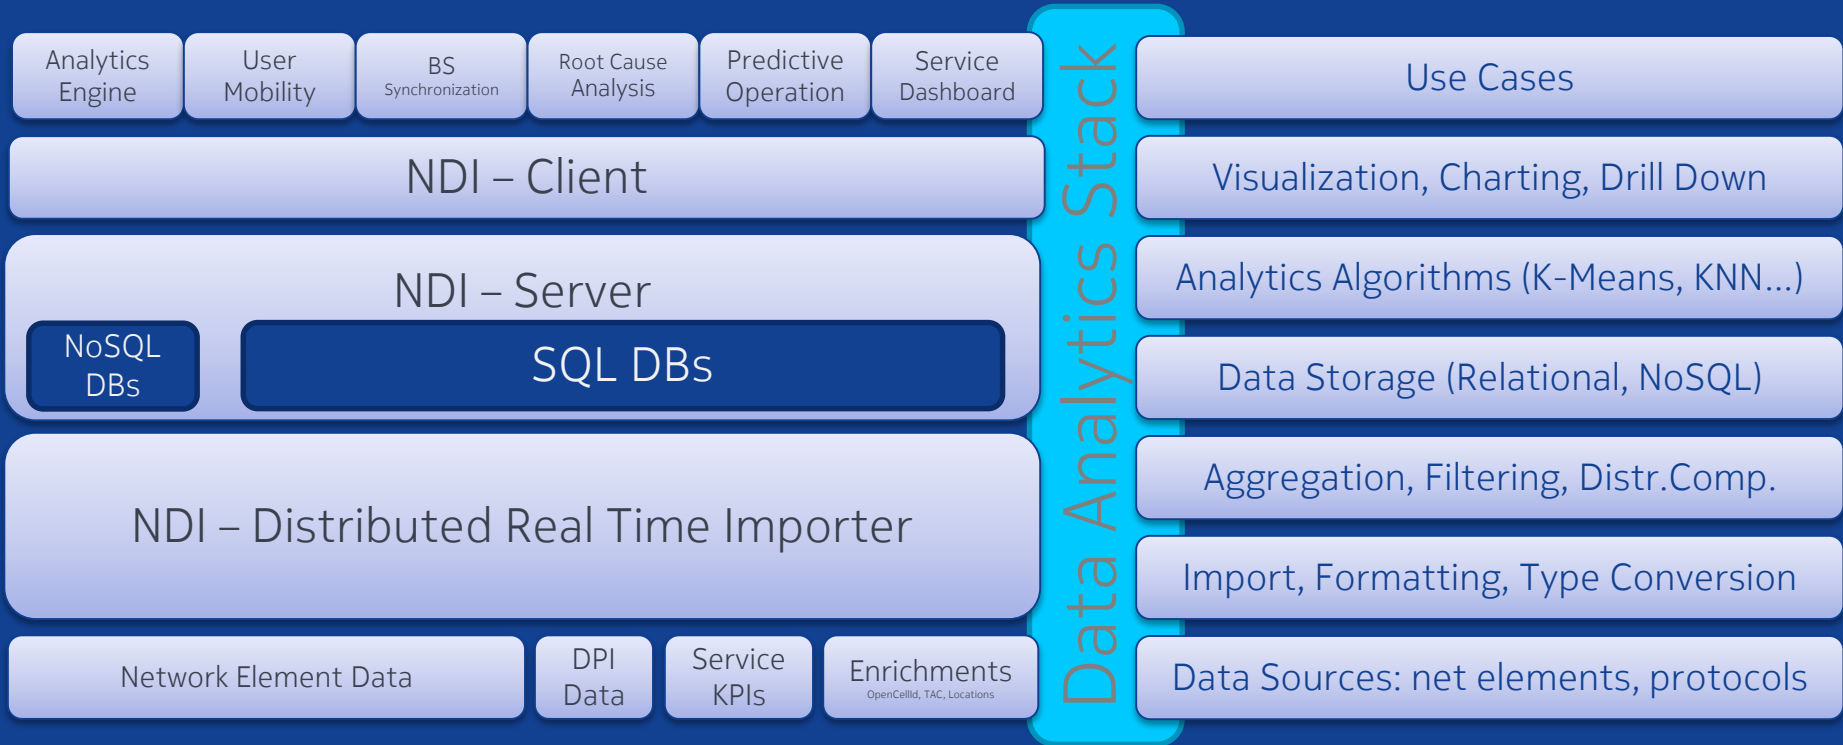 Analytics
Engine
User
Mobility
BS
Synchronization
Root Cause
Analysis
Predictive
Operation
Service
Dashboard
NDI – Client
NDI – Server
NoSQL
DBs
SQL DBs
NDI – Distributed Real Time Importer
Network Element Data
DPI
Data
Service
KPIs
Enrichments
OpenCellId, TAC, Locations
Data Analytics Stack
Use Cases
Visualization, Charting, Drill Down
Analytics Algorithms (K-Means, KNN...)
Data Storage (Relational, NoSQL)
Aggregation, Filtering, Distr.Comp.
Import, Formatting, Type Conversion
Data Sources: net elements, protocols